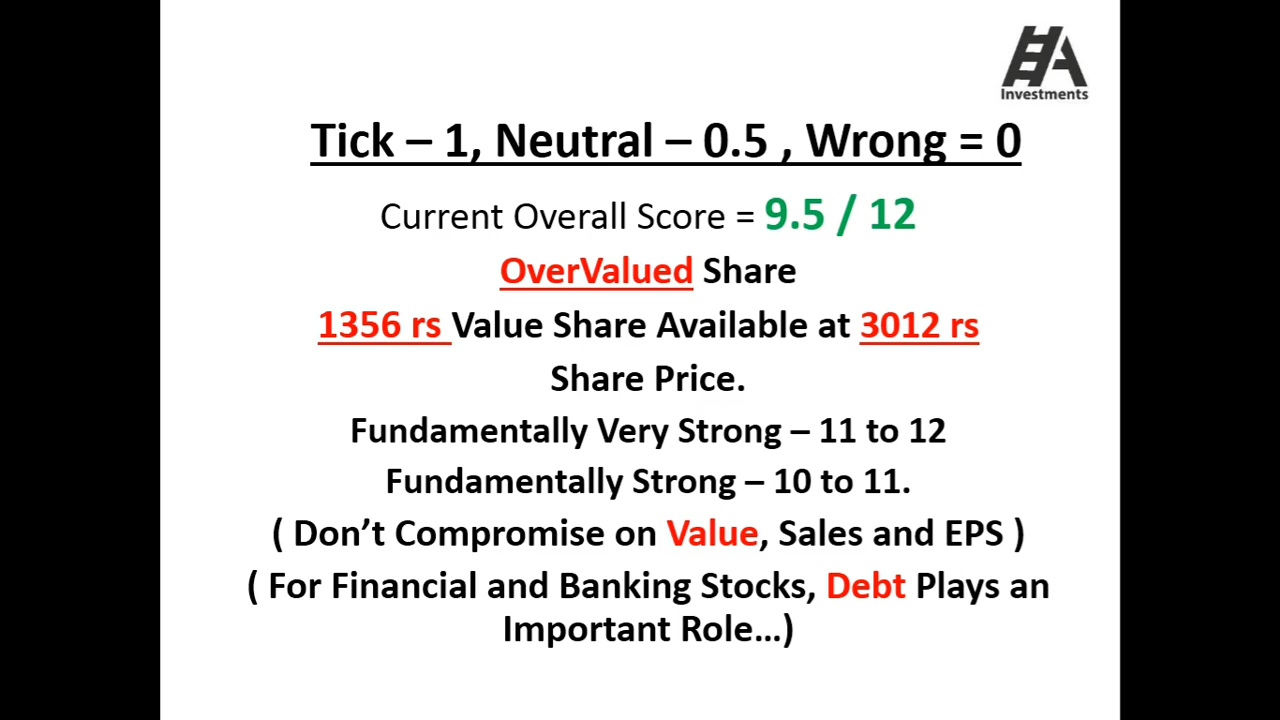 HA
Investments
Tick – 1, Neutral – 0.5 , Wrong = 0
Current Overall Score = 9.5 / 12
OverValued Share
1356 rs Value Share Available at 3012 rs
Share Price.
Fundamentally Very Strong – 11 to 12
Fundamentally Strong – 10 to 11.
( Don’t Compromise on Value, Sales and EPS )
( For Financial and Banking Stocks, Debt Plays an
Important Role…)